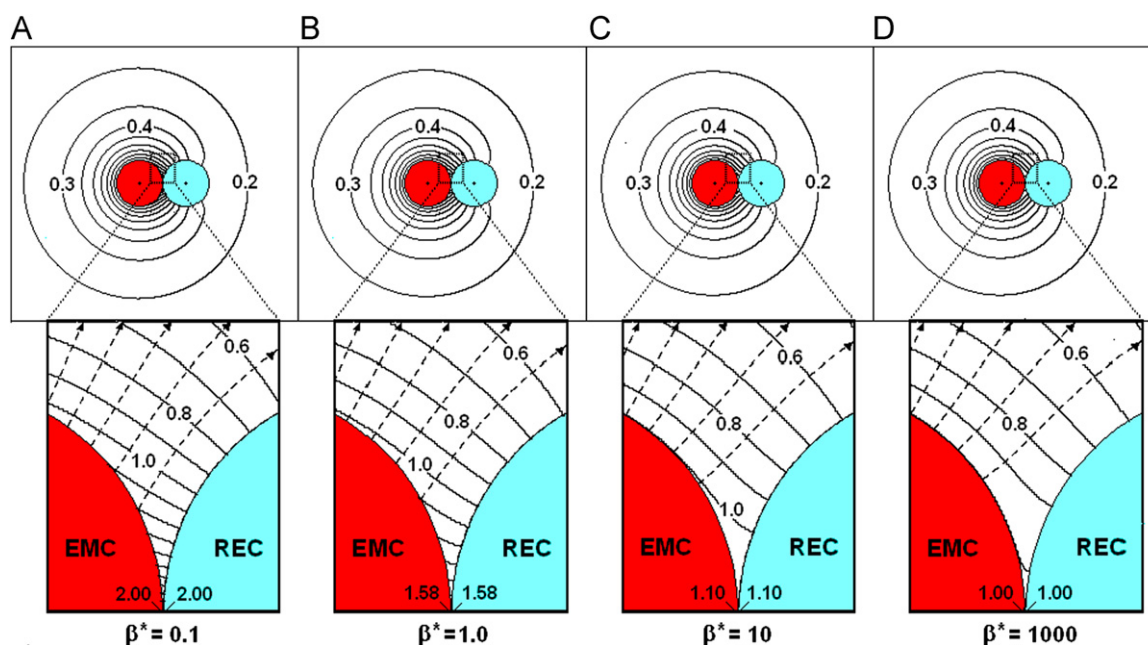 A B C D
0.4 0.4 0.4 0.4
0.3 0.2 0.3 0.2 0.3 0.2 0.3 0.2
0.6 0.6 0.6 0.6
0.8 0.8 0.8 0.8
1.0 1.0 1.0
EMC REC EMC REC EMC REC EMC REC
2.00 2.00 1.58 1.58 1.10 1.10 1.00 1.00
β* = 0.1 β* = 1.0 β* = 10 β* = 1000